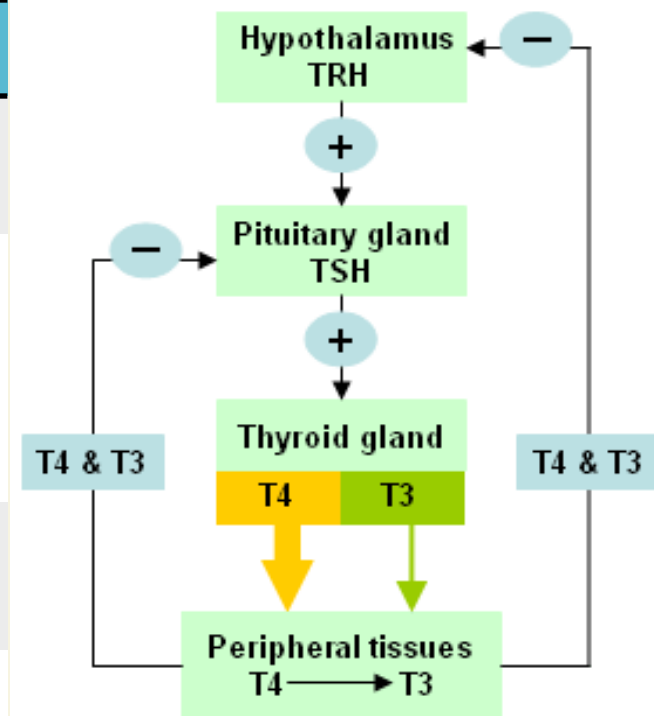 Hypothalamus
TRH
−
+
Pituitary gland
TSH
−
+
Thyroid gland
T4 & T3
T4 & T3
T4
T3
Peripheral tissues
T4 → T3